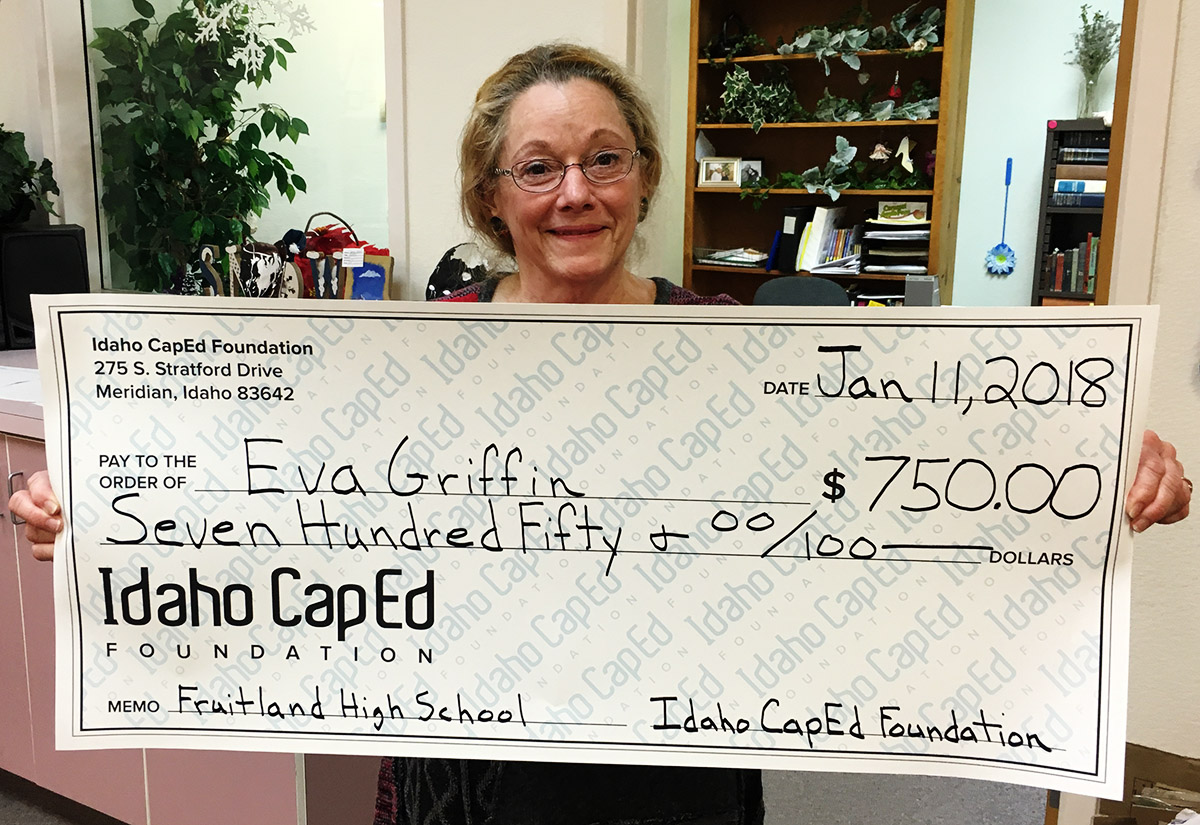 Idaho CapEd Foundation
275 S. Stratford Drive
Meridian, Idaho 83642
DATE Jan 11, 2018
PAY TO THE
ORDER OF Eva Griffin $ 750.00
Seven Hundred Fifty & 00/100 DOLLARS
Idaho CapEd
FOUNDATION
MEMO Fruitland High School Idaho CapEd Foundation